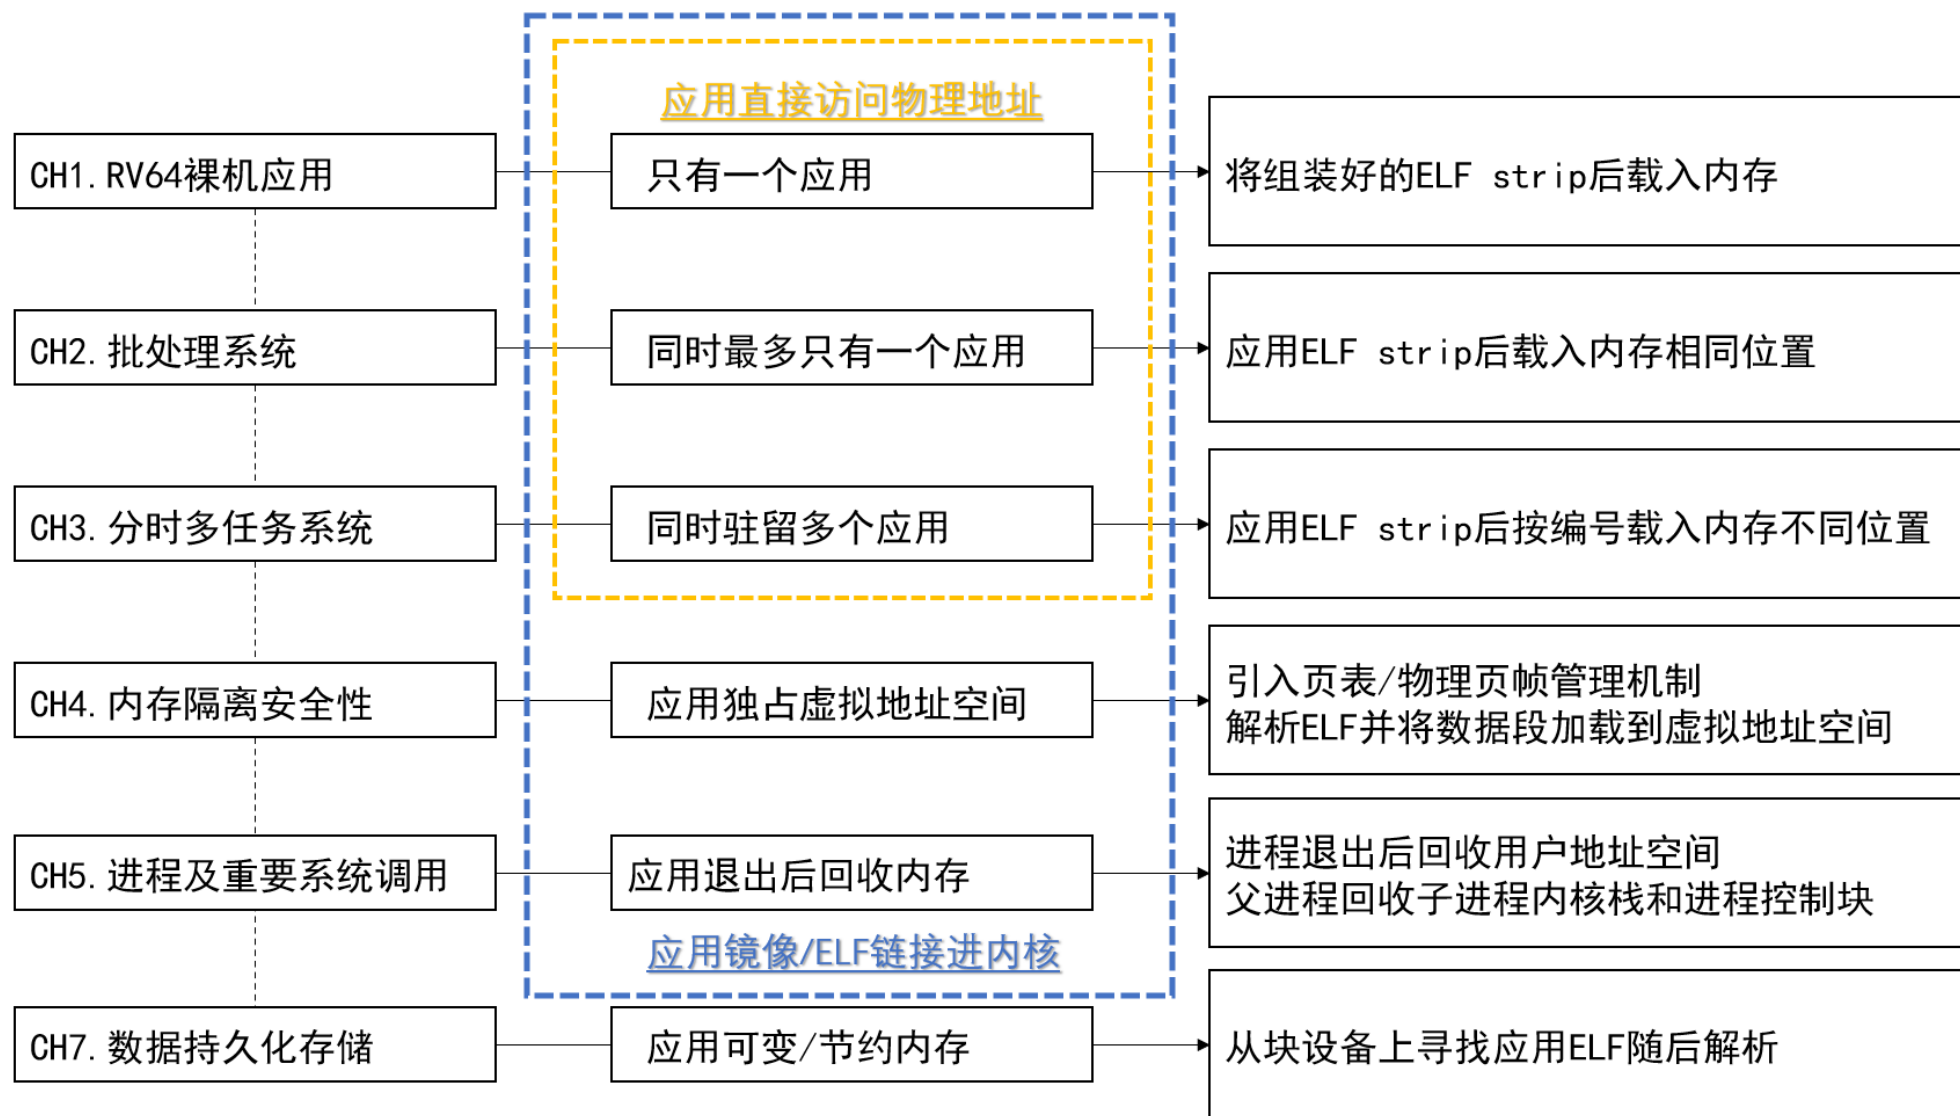 应用直接访问物理地址
CH1.RV64裸机应用
只有一个应用
将组装好的ELF strip后载入内存
CH2.批处理系统
同时最多只有一个应用
应用ELF strip后载入内存相同位置
CH3.分时多任务系统
同时驻留多个应用
应用ELF strip后按编号载入内存不同位置
CH4.内存隔离安全性
应用独占虚拟地址空间
引入页表/物理页帧管理机制
解析ELF并将数据段加载到虚拟地址空间
CH5.进程及重要系统调用
应用退出后回收内存
进程退出后回收用户地址空间
父进程回收子进程内核栈和进程控制块
应用镜像/ELF链接进内核
CH7.数据持久化存储
应用可变/节约内存
从块设备上寻找应用ELF随后解析